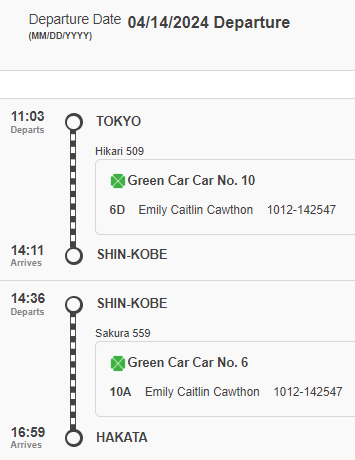 Departure Date 04/14/2024 Departure
(MM/DD/YYYY)
11:03 TOKYO
Departs
Hikari 509
Green Car Car No. 10
6D Emily Caitlin Cawthon 1012-142547
14:11 SHIN-KOBE
Arrives
14:36 SHIN-KOBE
Departs
Sakura 559
Green Car Car No. 6
10A Emily Caitlin Cawthon 1012-142547
16:59 HAKATA
Arrives